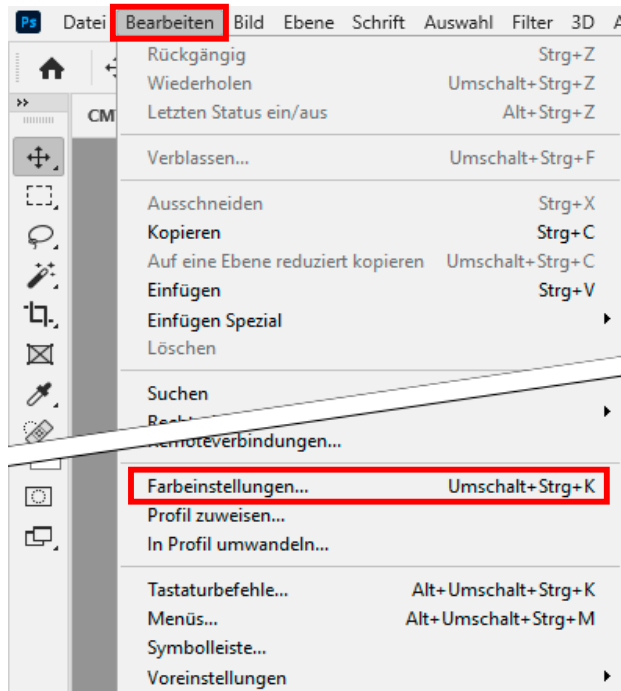 Ps Datei Bearbeiten Bild Ebene Schrift Auswahl Filter 3D
Rückgängig Strg+Z
Wiederholen Umschalt+Strg+Z
Letzten Status ein/aus Alt+Strg+Z
CM
Verblassen... Umschalt+Strg+F
Ausschneiden Strg+X
Kopieren Strg+C
Auf eine Ebene reduziert kopieren Umschalt+Strg+C
Einfügen Strg+V
Einfügen Spezial
Löschen
Suchen
Remoteverbindungen...
Farbeinstellungen... Umschalt+Strg+K
Profil zuweisen...
In Profil umwandeln...
Tastaturbefehle... Alt+Umschalt+Strg+K
Menüs... Alt+Umschalt+Strg+M
Symbolleiste...
Voreinstellungen